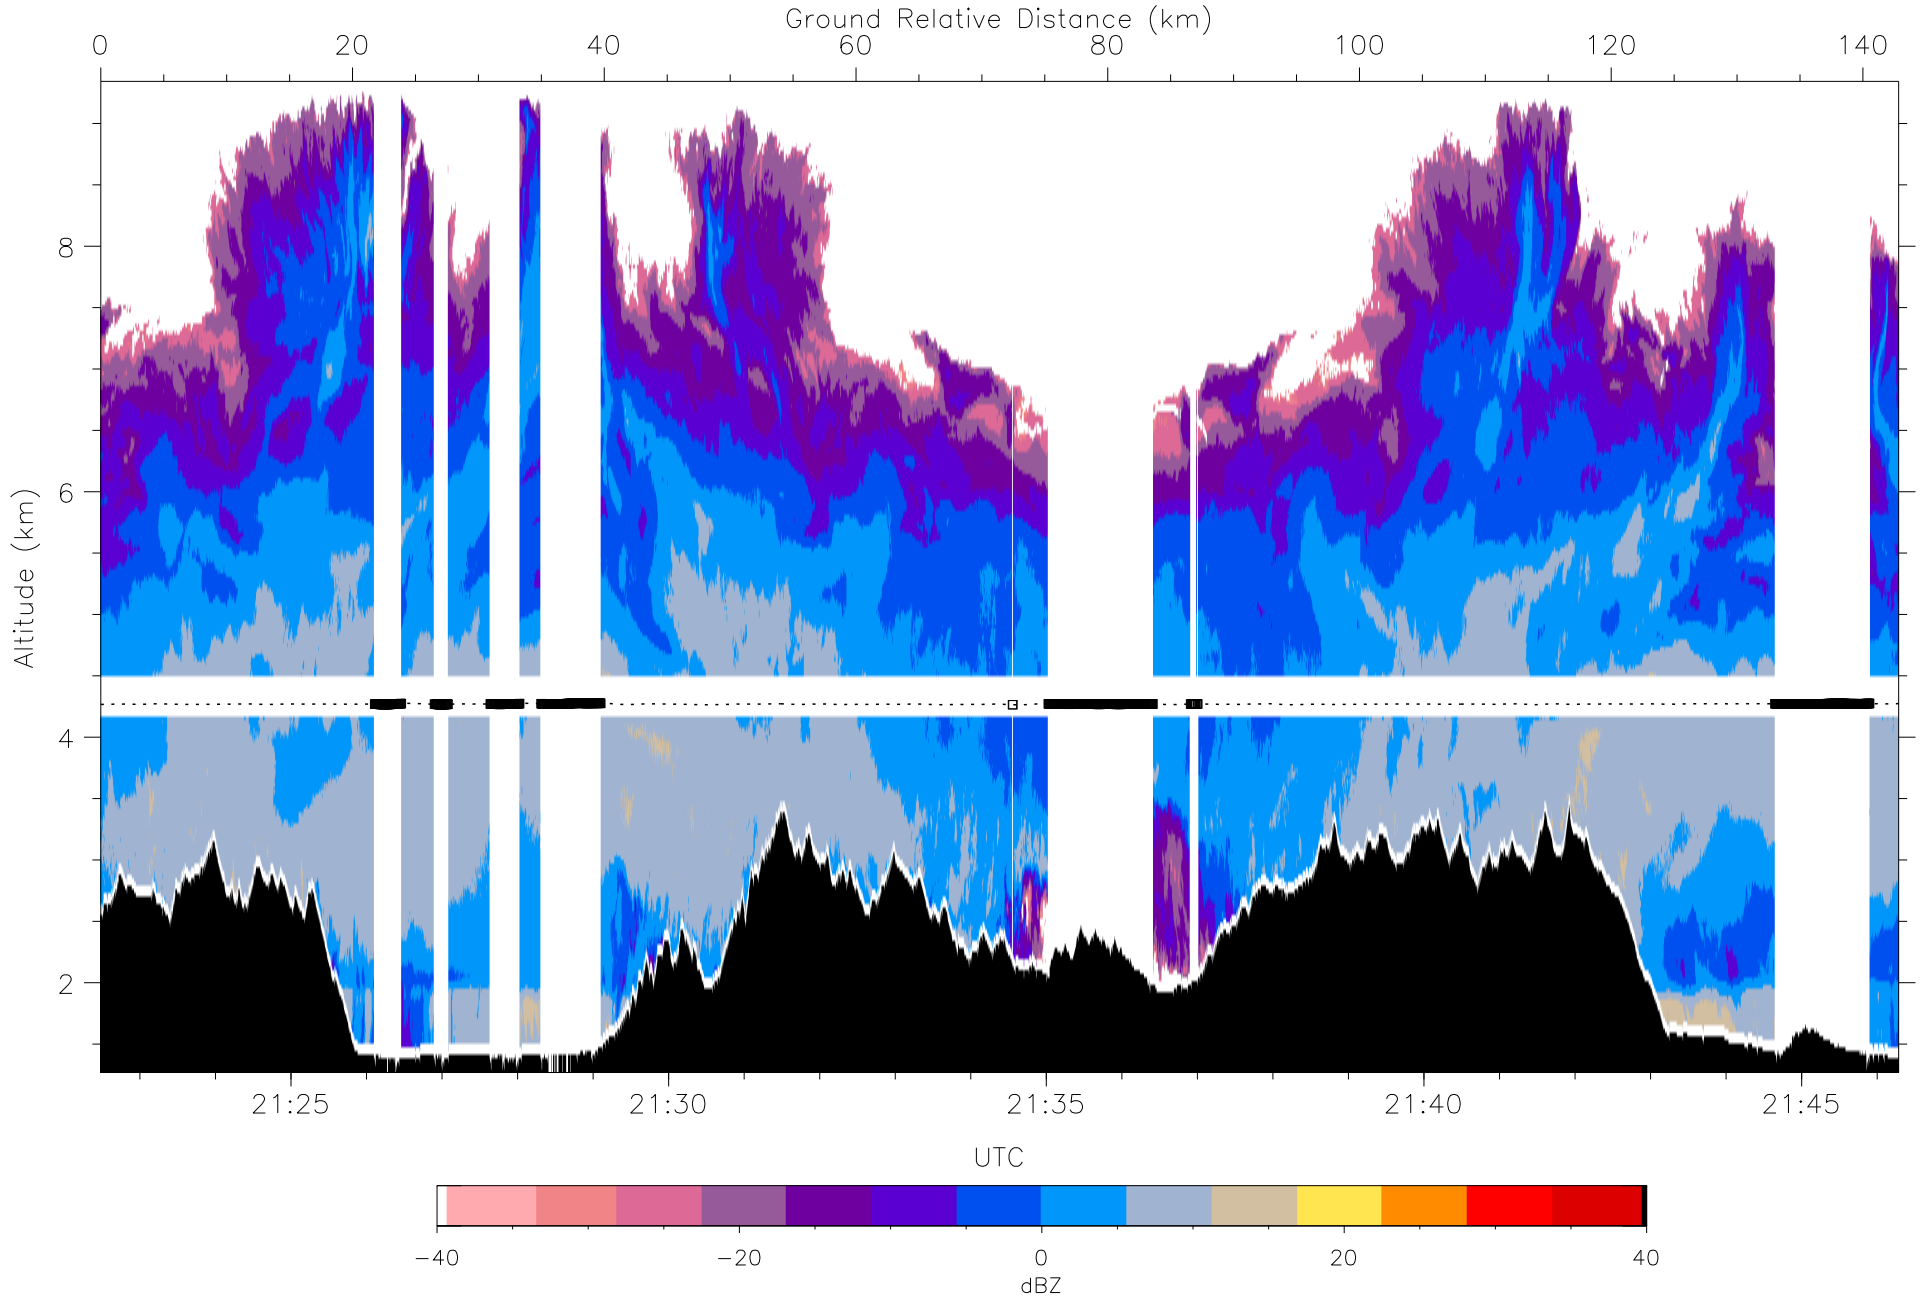 Ground Relative Distance (km)
0 20 40 60 80 100 120 140
Altitude (km)
8
6
4
2
21:25 21:30 21:35 21:40 21:45
UTC
−40 −20 0 20 40
dBZ